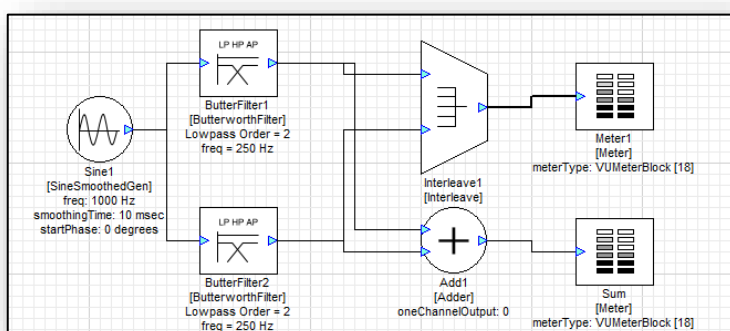 LP HP AP
ButterFilter1
[ButterworthFilter]
Lowpass Order = 2
freq = 250 Hz
Sine1
[SineSmoothedGen]
freq: 1000 Hz
smoothingTime: 10 msec
startPhase: 0 degrees
LP HP AP
ButterFilter2
[ButterworthFilter]
Lowpass Order = 2
freq = 250 Hz
Interleave1
[Interleave]
Add1
[Adder]
oneChannelOutput: 0
Meter1
[Meter]
meterType: VUMeterBlock [18]
Sum
[Meter]
meterType: VUMeterBlock [18]